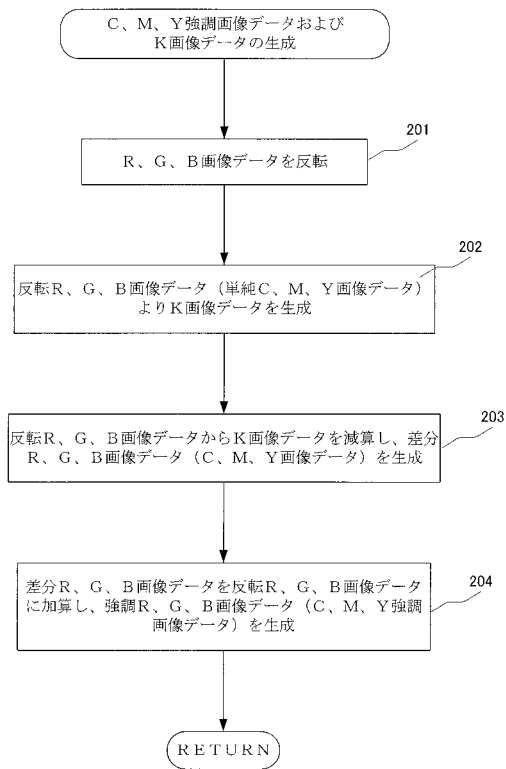 C、M、Y強調画像データおよび
K画像データの生成
201
R、G、B画像データを反転
202
反転R、G、B画像データ（単純C、M、Y画像データ）
よりK画像データを生成
203
反転R、G、B画像データからK画像データを減算し、差分
R、G、B画像データ（C、M、Y画像データ）を生成
204
差分R、G、B画像データを反転R、G、B画像データ
に加算し、強調R、G、B画像データ（C、M、Y強調
画像データ）を生成
RETURN